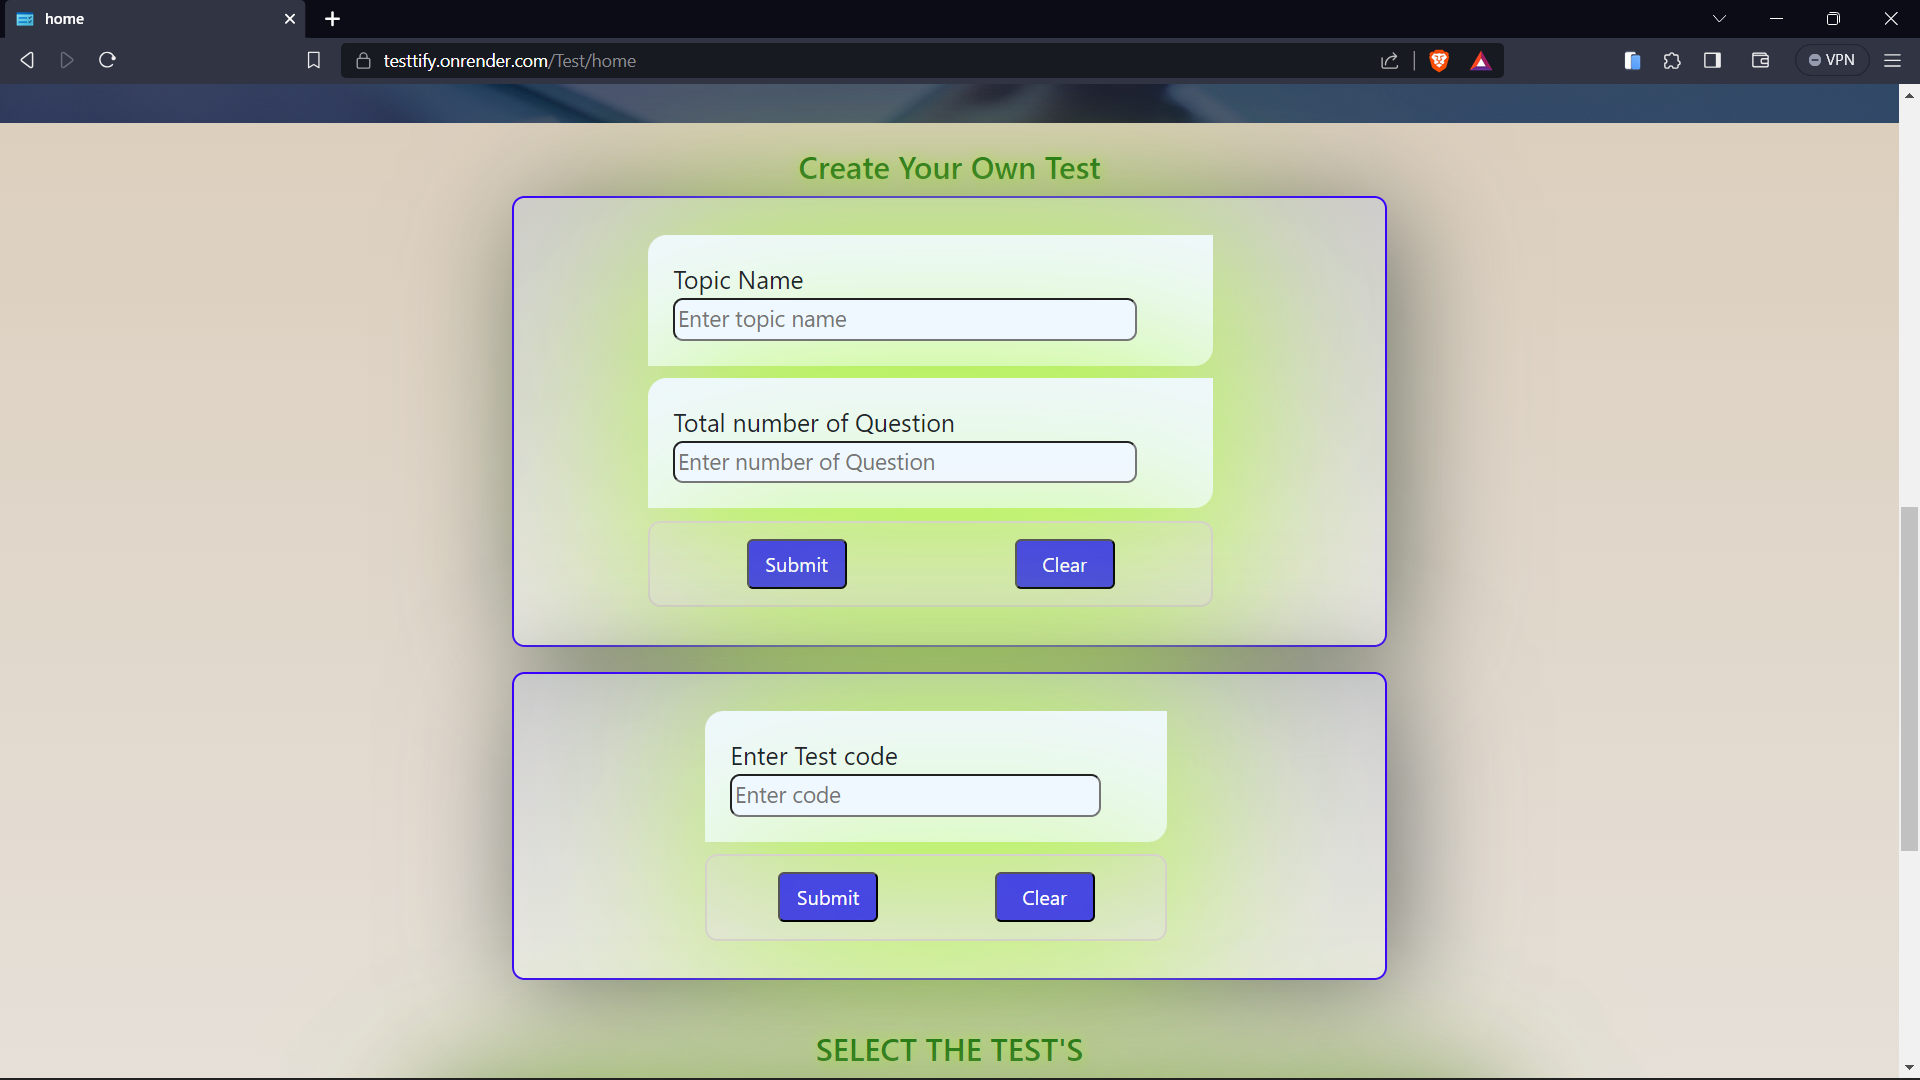 home
testtify.onrender.com/Test/home
VPN
Create Your Own Test
Topic Name
Enter topic name
Total number of Question
Enter number of Question
Submit
Clear
Enter Test code
Enter code
Submit
Clear
SELECT THE TEST'S